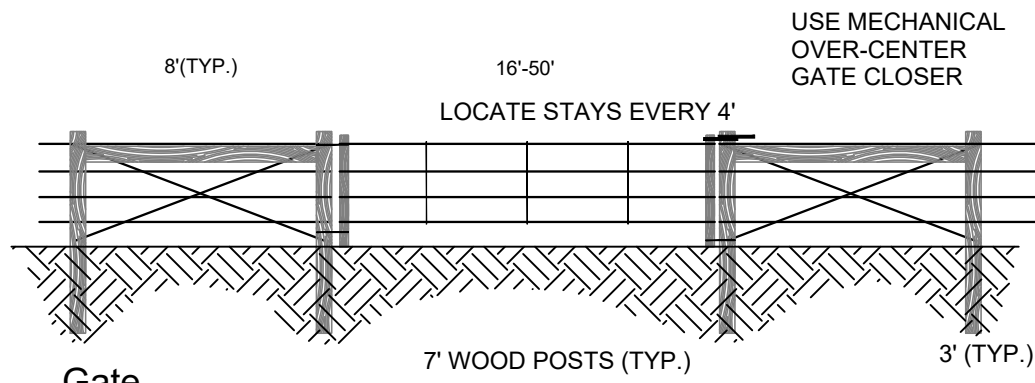 USE MECHANICAL
OVER-CENTER
GATE CLOSER
8'(TYP.)
16'-50'
LOCATE STAYS EVERY 4'
7' WOOD POSTS (TYP.)
3' (TYP.)
Gate